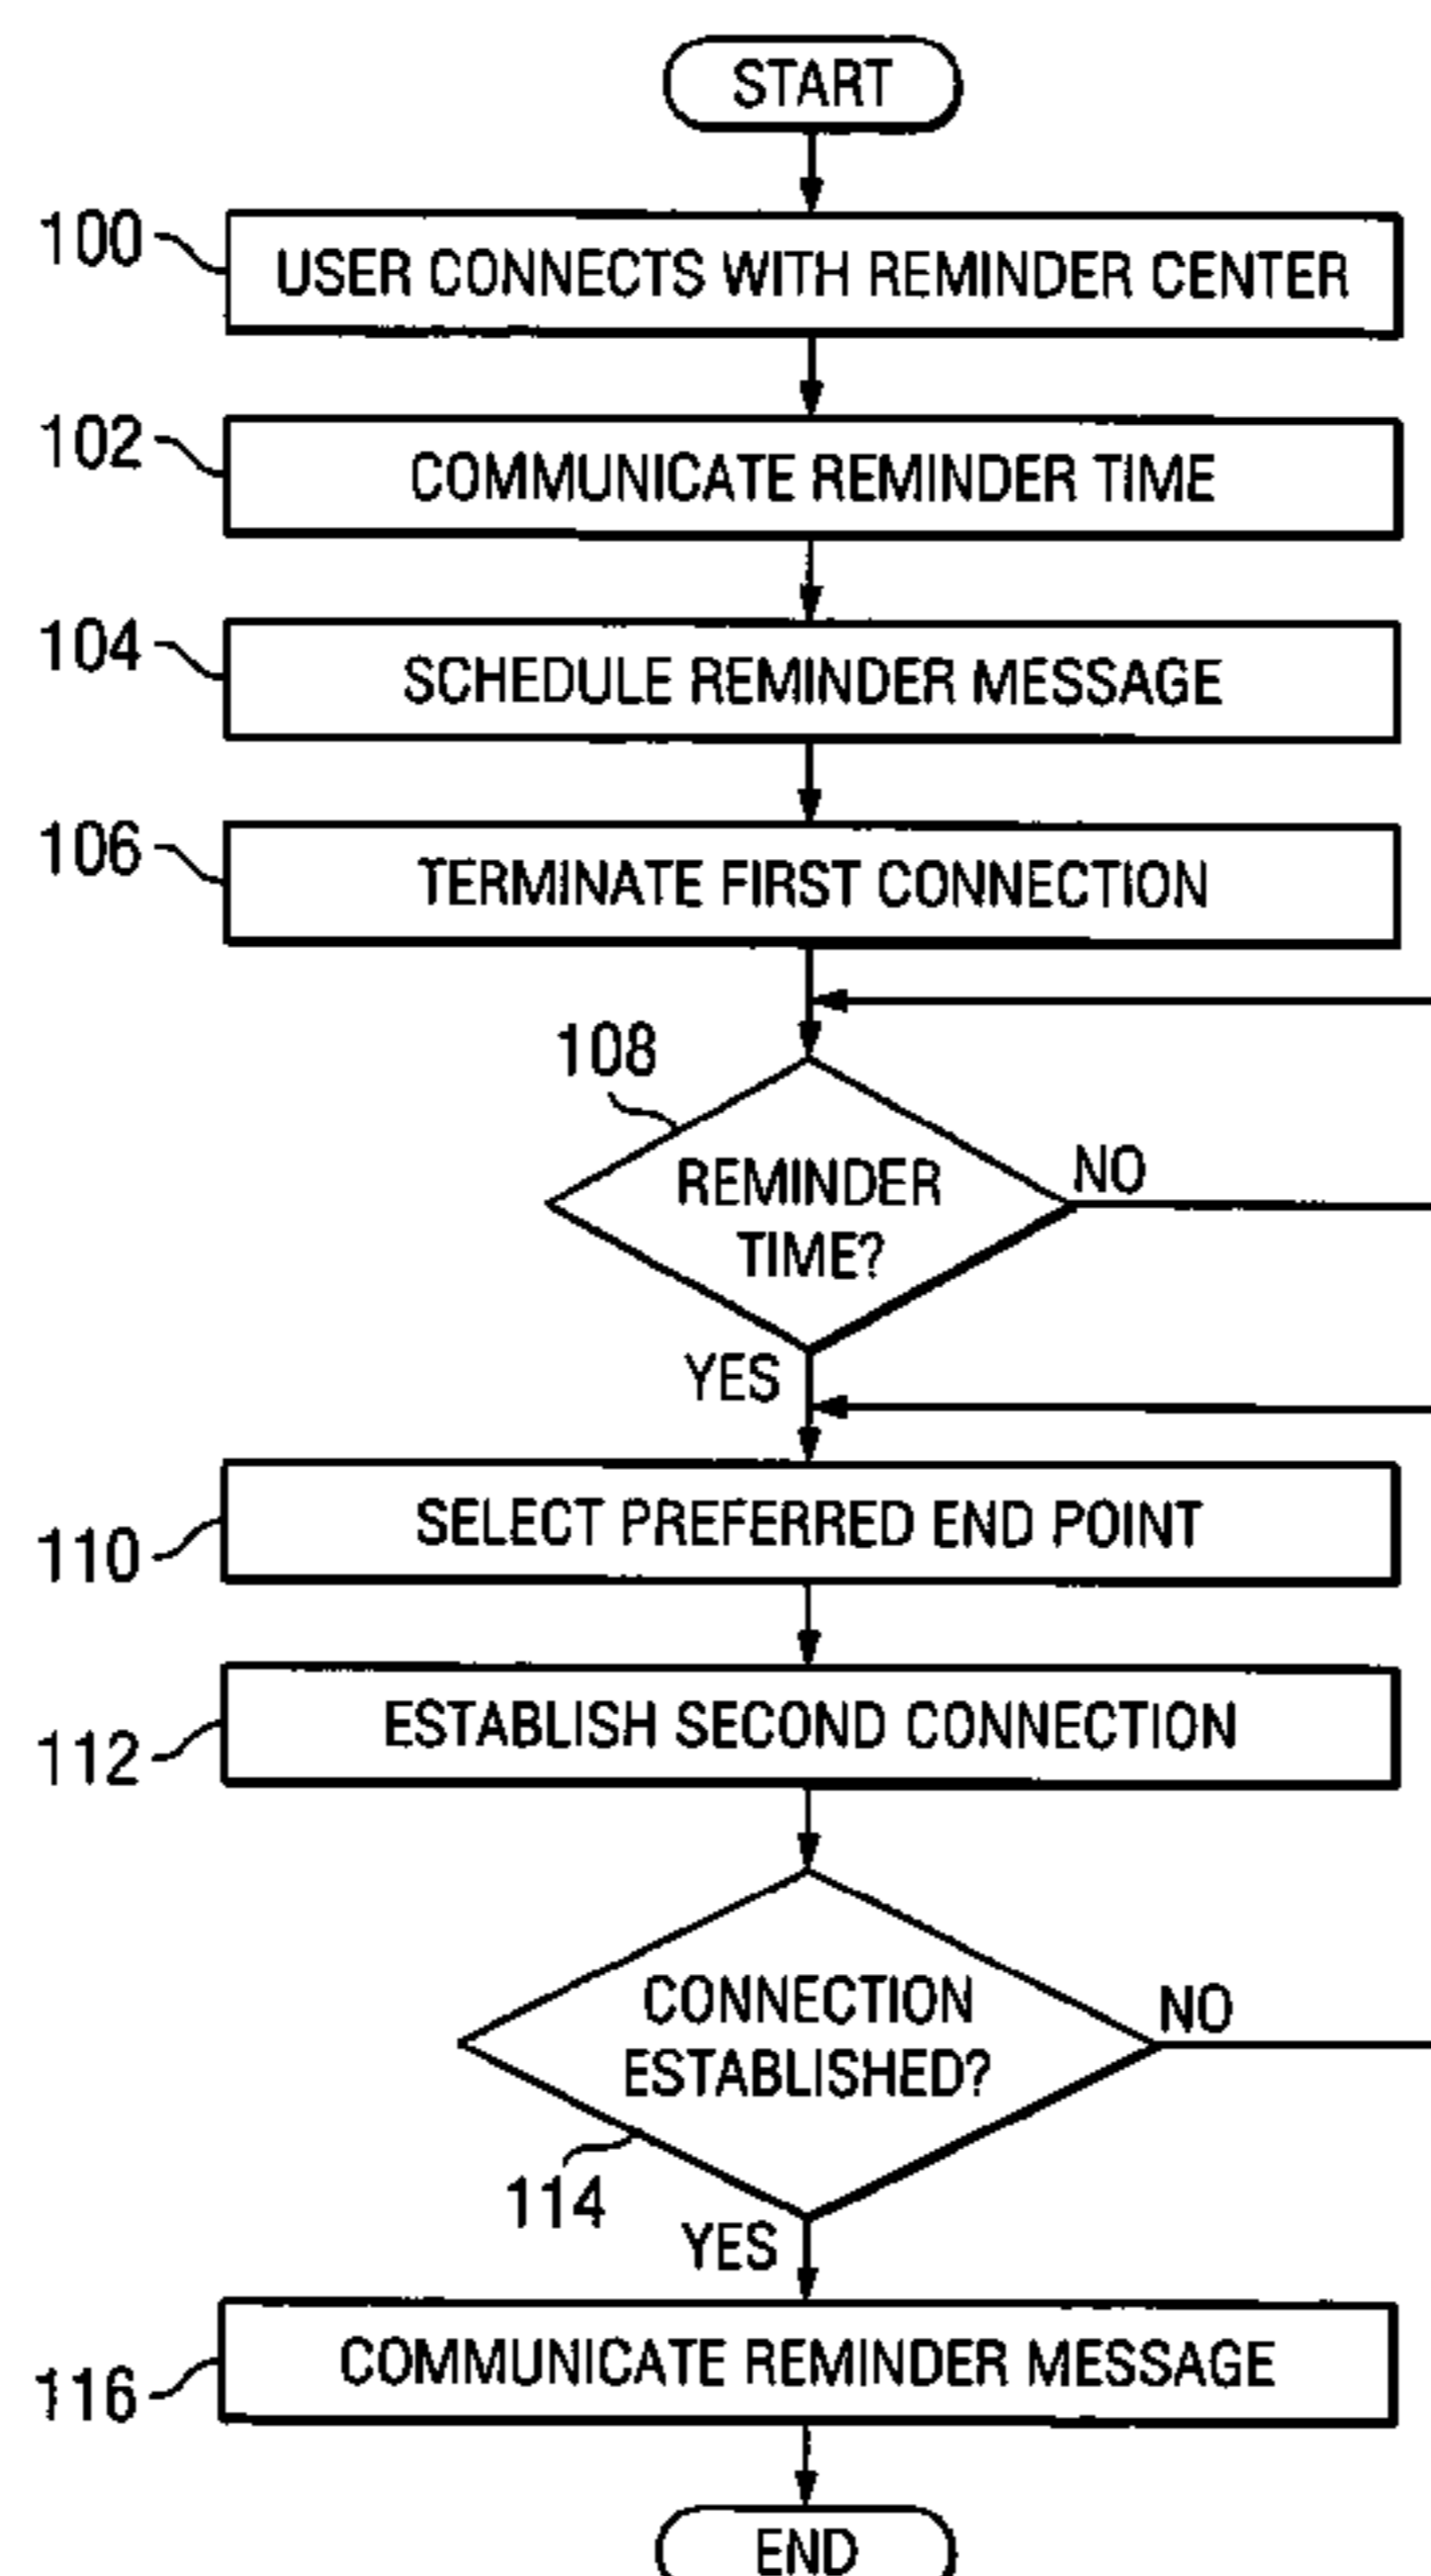 START
100
USER CONNECTS WITH REMINDER CENTER
102
COMMUNICATE REMINDER TIME
104
SCHEDULE REMINDER MESSAGE
106
TERMINATE FIRST CONNECTION
108
REMINDER
TIME?
NO
YES
110
SELECT PREFERRED END POINT
112
ESTABLISH SECOND CONNECTION
CONNECTION
ESTABLISHED?
NO
114
YES
116
COMMUNICATE REMINDER MESSAGE
END